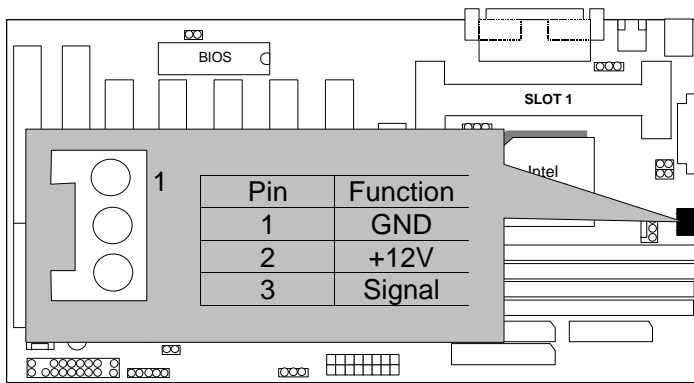 BIOS
SLOT 1
Intel
1
Pin Function
1 GND
2 +12V
3 Signal